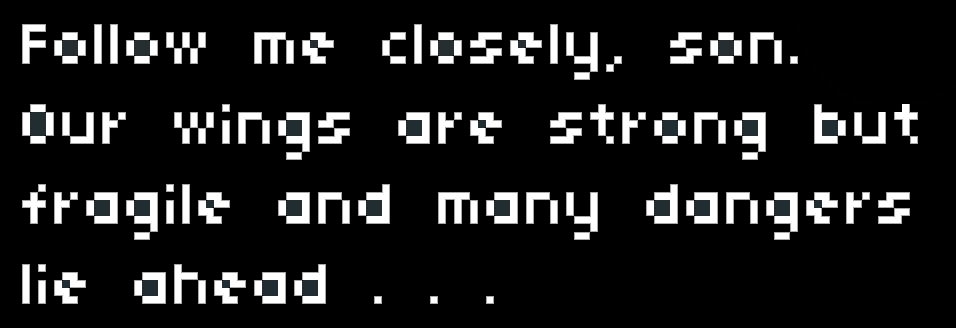 Follow me closely, son.
Our wings are strong but
fragile and many dangers
lie ahead . . .